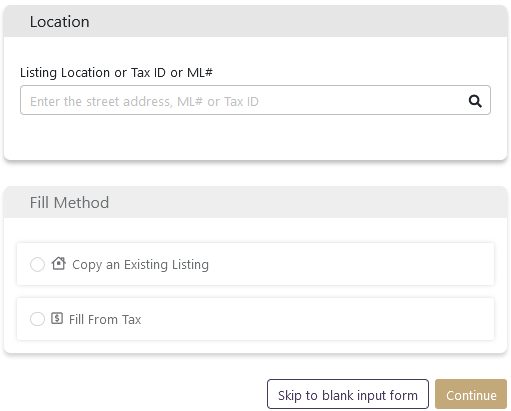 Location
Listing Location or Tax ID or ML#
Enter the street address, ML# or Tax ID
Fill Method
Copy an Existing Listing
$ Fill From Tax
Skip to blank input form
Continue